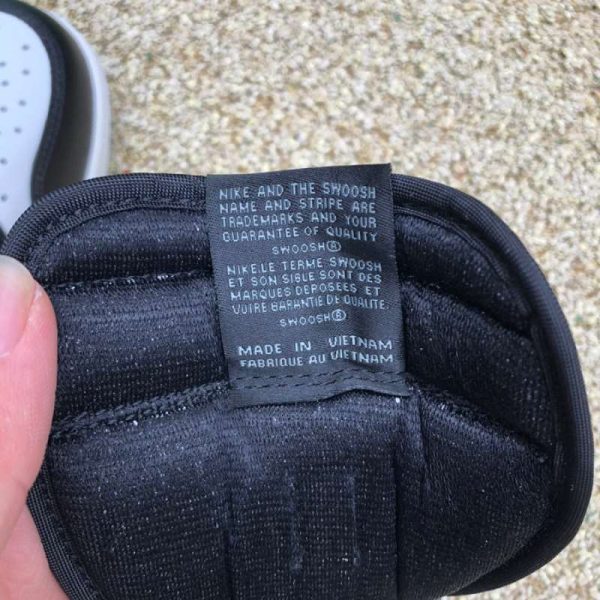 NIKE AND THE SWOOSH
NAME AND STRIPE ARE
TRADEMARKS AND YOUR
GUARANTEE OF QUALITY
SWOOSH®
NIKE.LE TERME SWOOSH
ET SON SIBLE SONT DES
MARQUES DEPOSEES ET
VOTRE GARANTIE DE QUALITE.
SWOOSH®
MADE IN VIETNAM
FABRIQUE AU VIETNAM